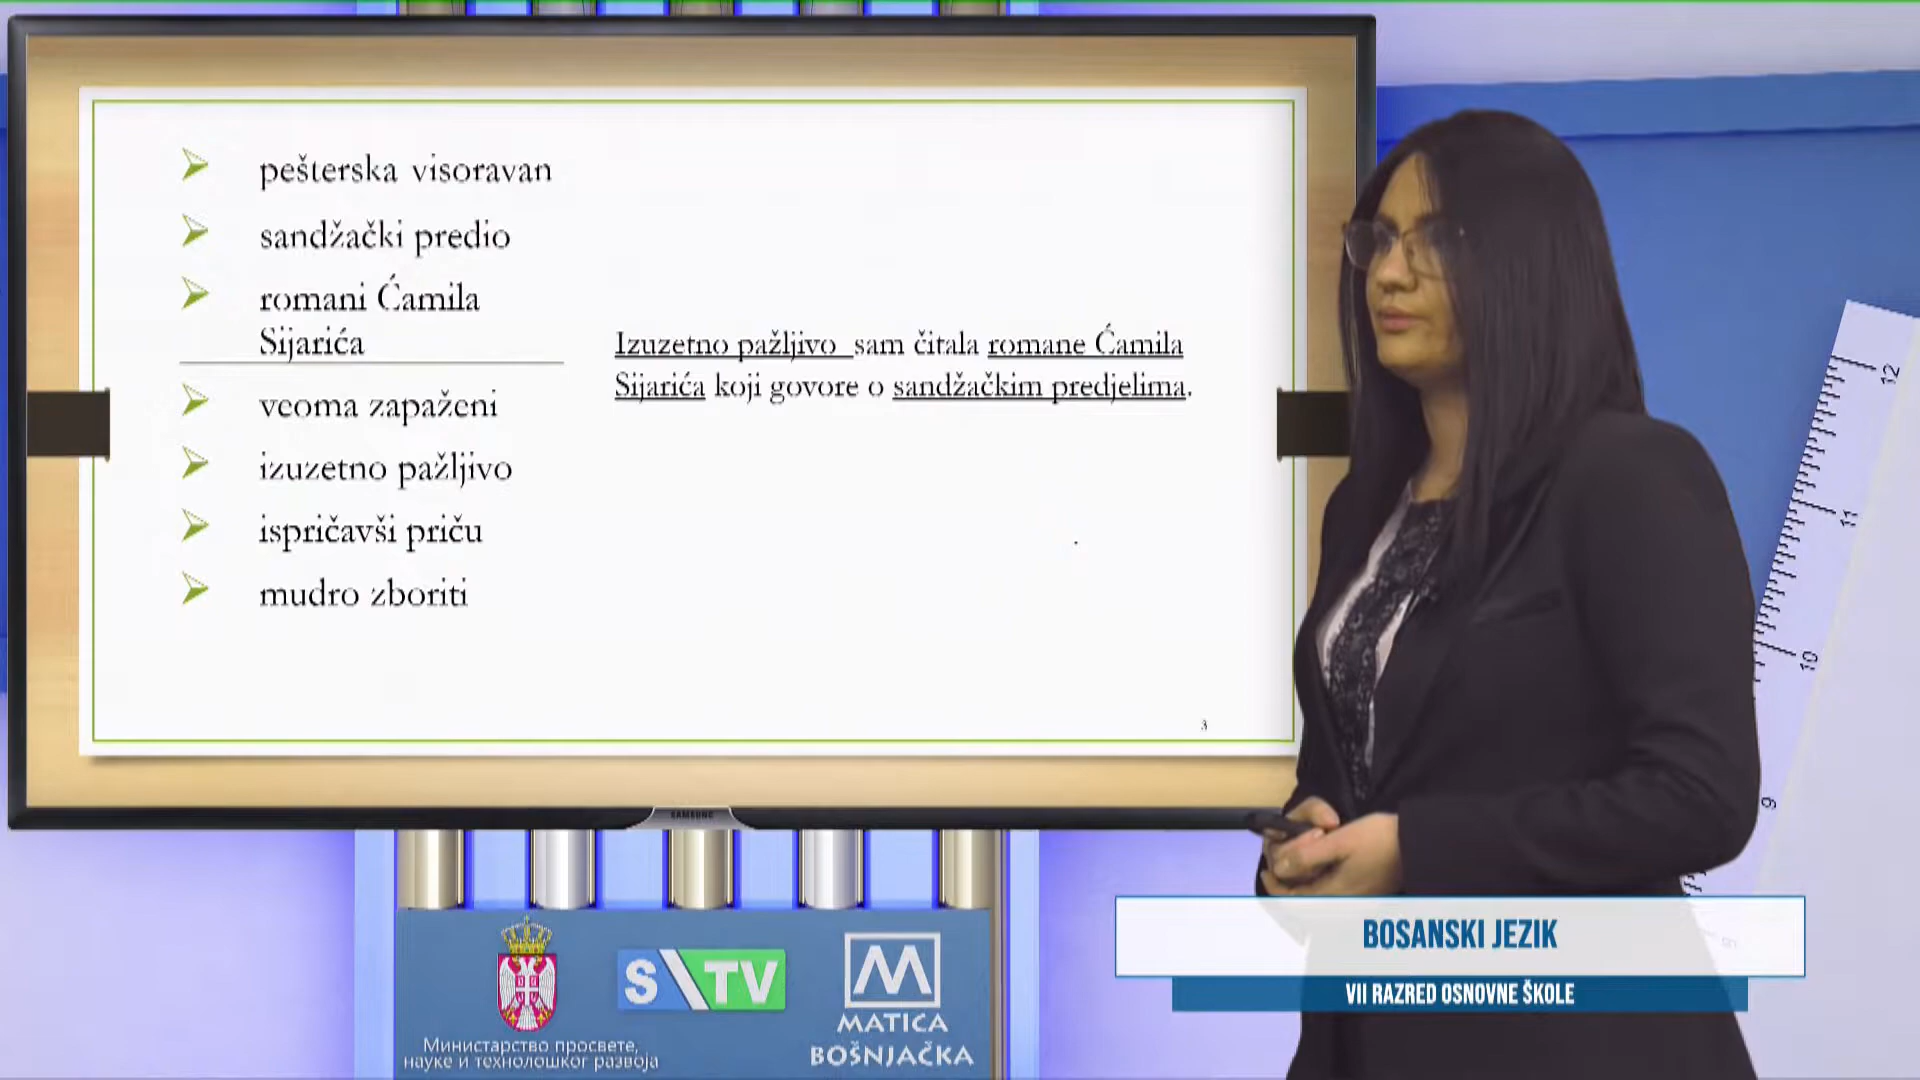 pešterska visoravan
sandžački predio
romani Ćamila
Sijarića
veoma zapaženi
izuzetno pažljivo
ispričavši priču
mudro zboriti
Izuzetno pažljivo sam čitala romane Ćamila
Sijarića koji govore o sandžačkim predjelima.
3
SAMSUNG
12
11
10
9
BOSANSKI JEZIK
VII RAZRED OSNOVNE ŠKOLE
S TV
MATICA
BOŠNJAČKA
Министарство просвете,
науке и технолошког развоја